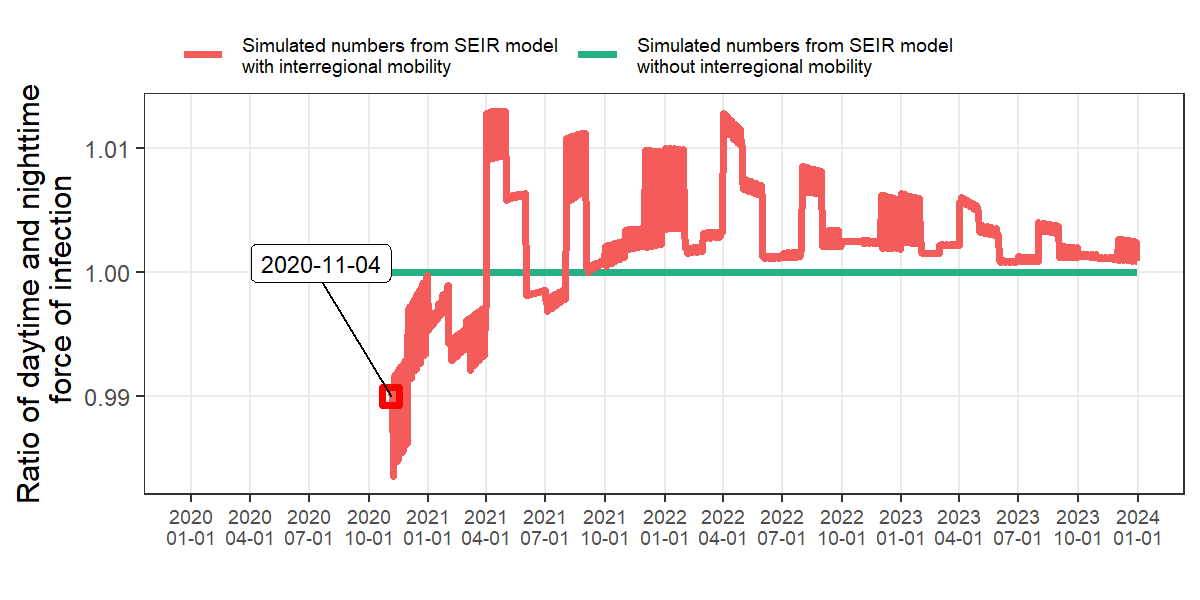 Simulated numbers from SEIR model
with interregional mobility
Simulated numbers from SEIR model
without interregional mobility
Ratio of daytime and nighttime
force of infection
1.01
1.00
0.99
2020-11-04
2020 2020 2020 2020 2021 2021 2021 2021 2022 2022 2022 2022 2023 2023 2023 2023 2024
01-01 04-01 07-01 10-01 01-01 04-01 07-01 10-01 01-01 04-01 07-01 10-01 01-01 04-01 07-01 10-01 01-01